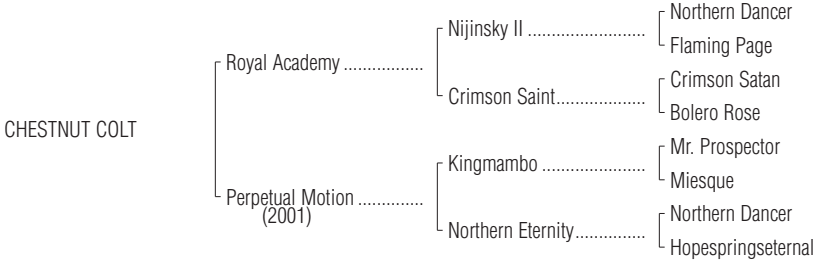 Northern Dancer
Nijinsky II ..........................
Flaming Page
Royal Academy .................
Crimson Satan
Crimson Saint...................
Bolero Rose
CHESTNUT COLT
Mr. Prospector
Kingmambo ......................
Miesque
Perpetual Motion ..............
(2001)
Northern Dancer
Northern Eternity...............
Hopespringseternal